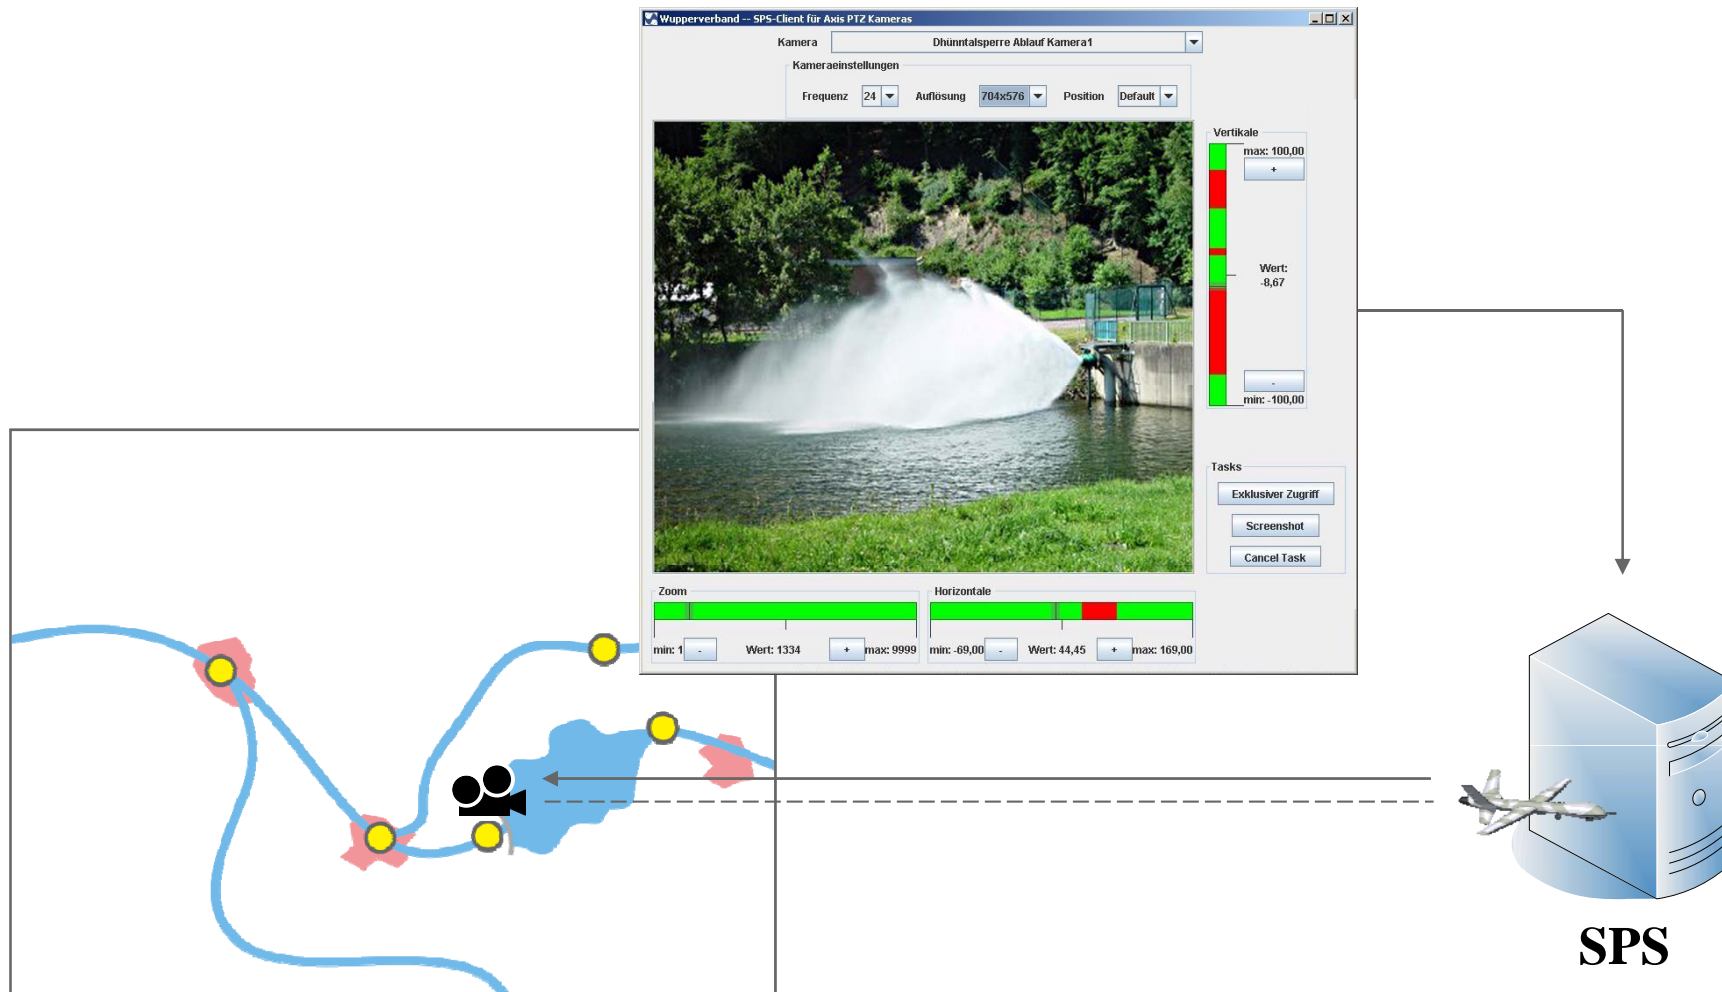 Wupperverband -- SPS-Client für Axis PTZ Kameras
Kamera Dhünntalsperre Ablauf Kamera1
Kameraeinstellungen
Frequenz 24 Auflösung 704x576 Position Default
Vertikale
max: 100,00
+
Wert:
-8,67
-
min: -100,00
Tasks
Exklusiver Zugriff
Screenshot
Cancel Task
Zoom
min: 1 - Wert: 1334 + max: 9999
Horizontale
min: -69,00 - Wert: 44,45 + max: 169,00
SPS